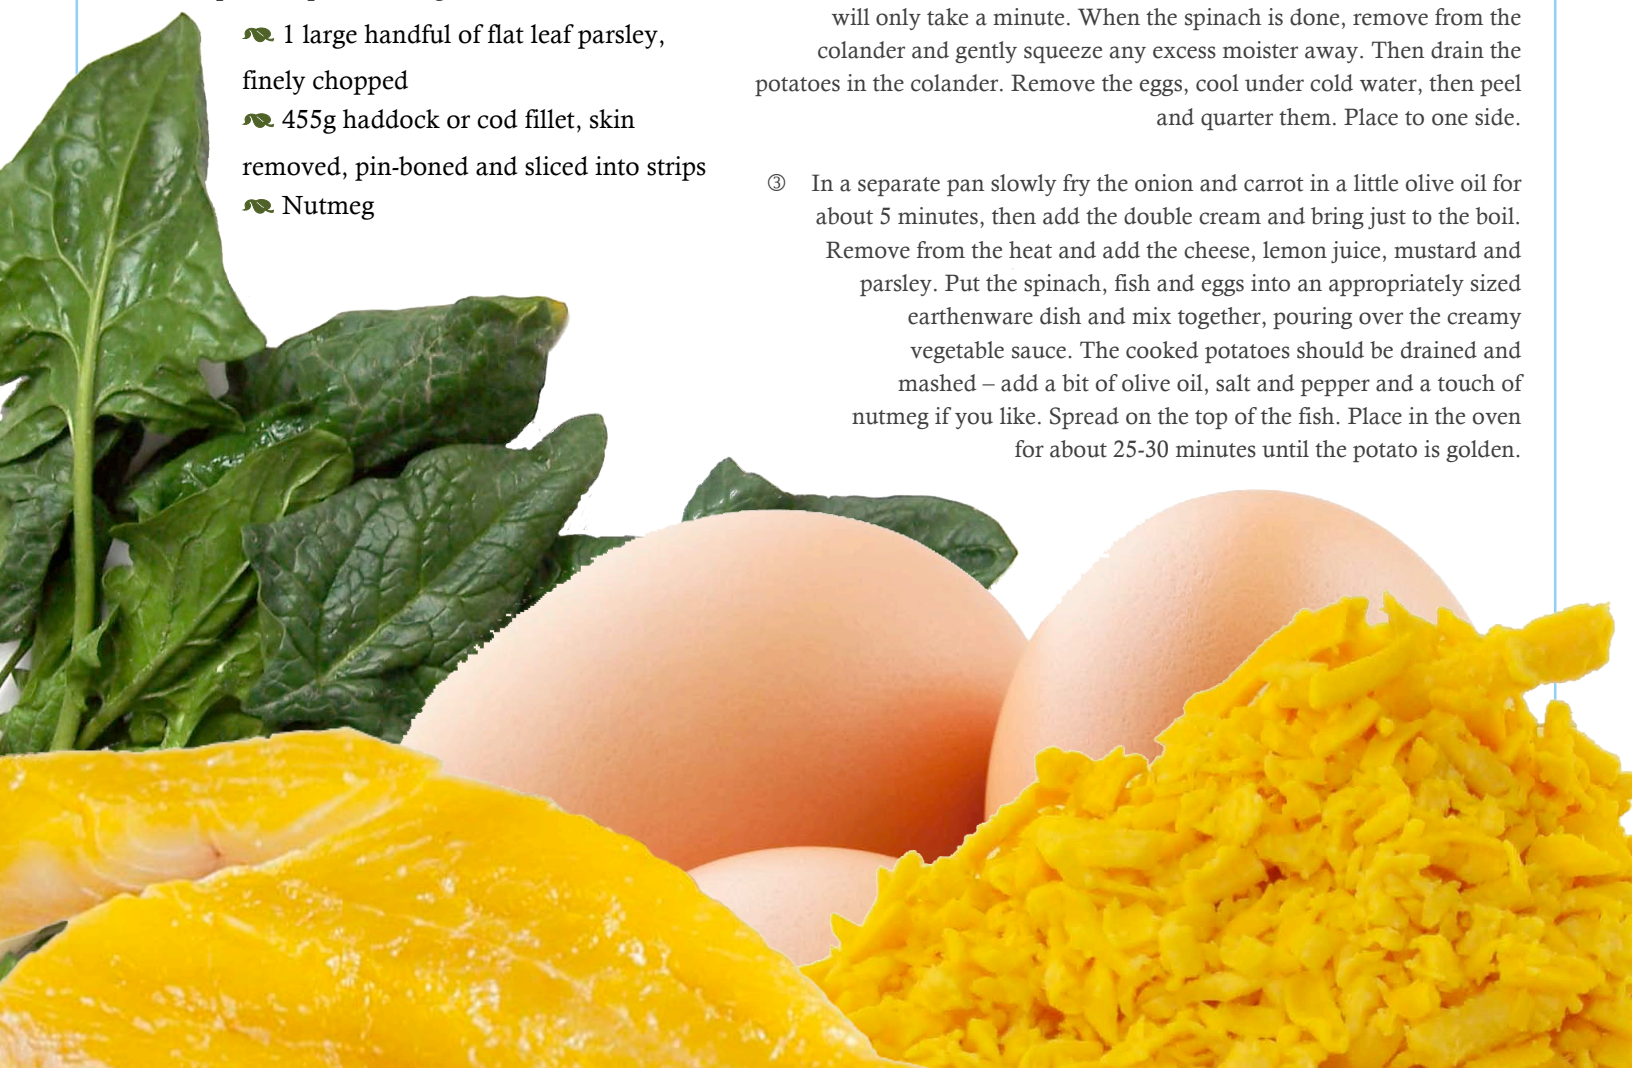 1 large handful of flat leaf parsley,
finely chopped
455g haddock or cod fillet, skin
removed, pin-boned and sliced into strips
Nutmeg
will only take a minute. When the spinach is done, remove from the
colander and gently squeeze any excess moister away. Then drain the
potatoes in the colander. Remove the eggs, cool under cold water, then peel
and quarter them. Place to one side.
③ In a separate pan slowly fry the onion and carrot in a little olive oil for
about 5 minutes, then add the double cream and bring just to the boil.
Remove from the heat and add the cheese, lemon juice, mustard and
parsley. Put the spinach, fish and eggs into an appropriately sized
earthenware dish and mix together, pouring over the creamy
vegetable sauce. The cooked potatoes should be drained and
mashed – add a bit of olive oil, salt and pepper and a touch of
nutmeg if you like. Spread on the top of the fish. Place in the oven
for about 25-30 minutes until the potato is golden.